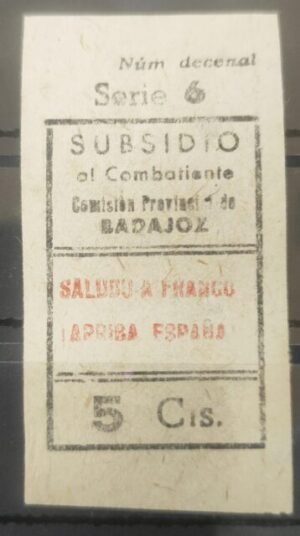 Núm decenal
Serie 6
SUBSIDIO
al Combatiente
Comisión Provincial de
BADAJOZ
SALUDO A FRANCO
¡ARRIBA ESPAÑA!
5 Cts.